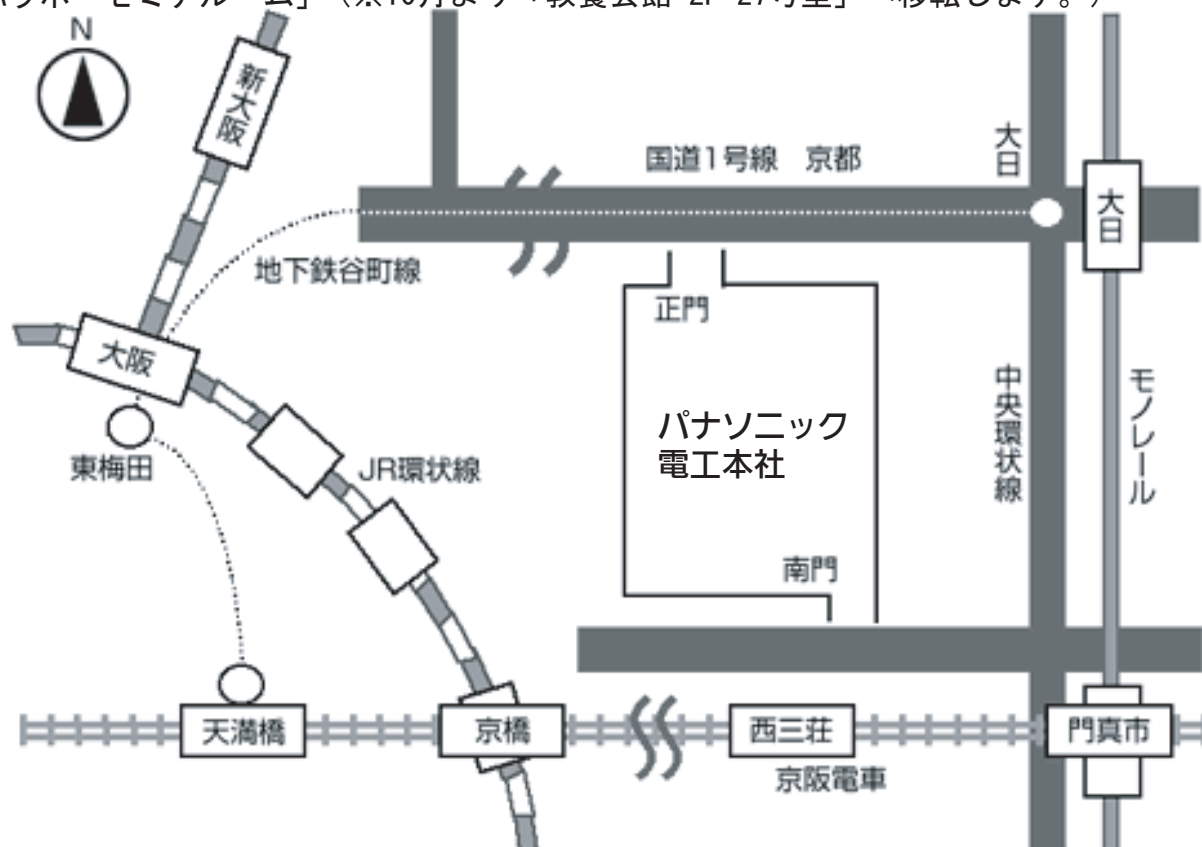 N
新大阪
国道1号線 京都
大日
大日
地下鉄谷町線
正門
大阪
中央環状線
モノレール
パナソニック
電工本社
東梅田
JR環状線
南門
天満橋
京橋
西三荘
門真市
京阪電車